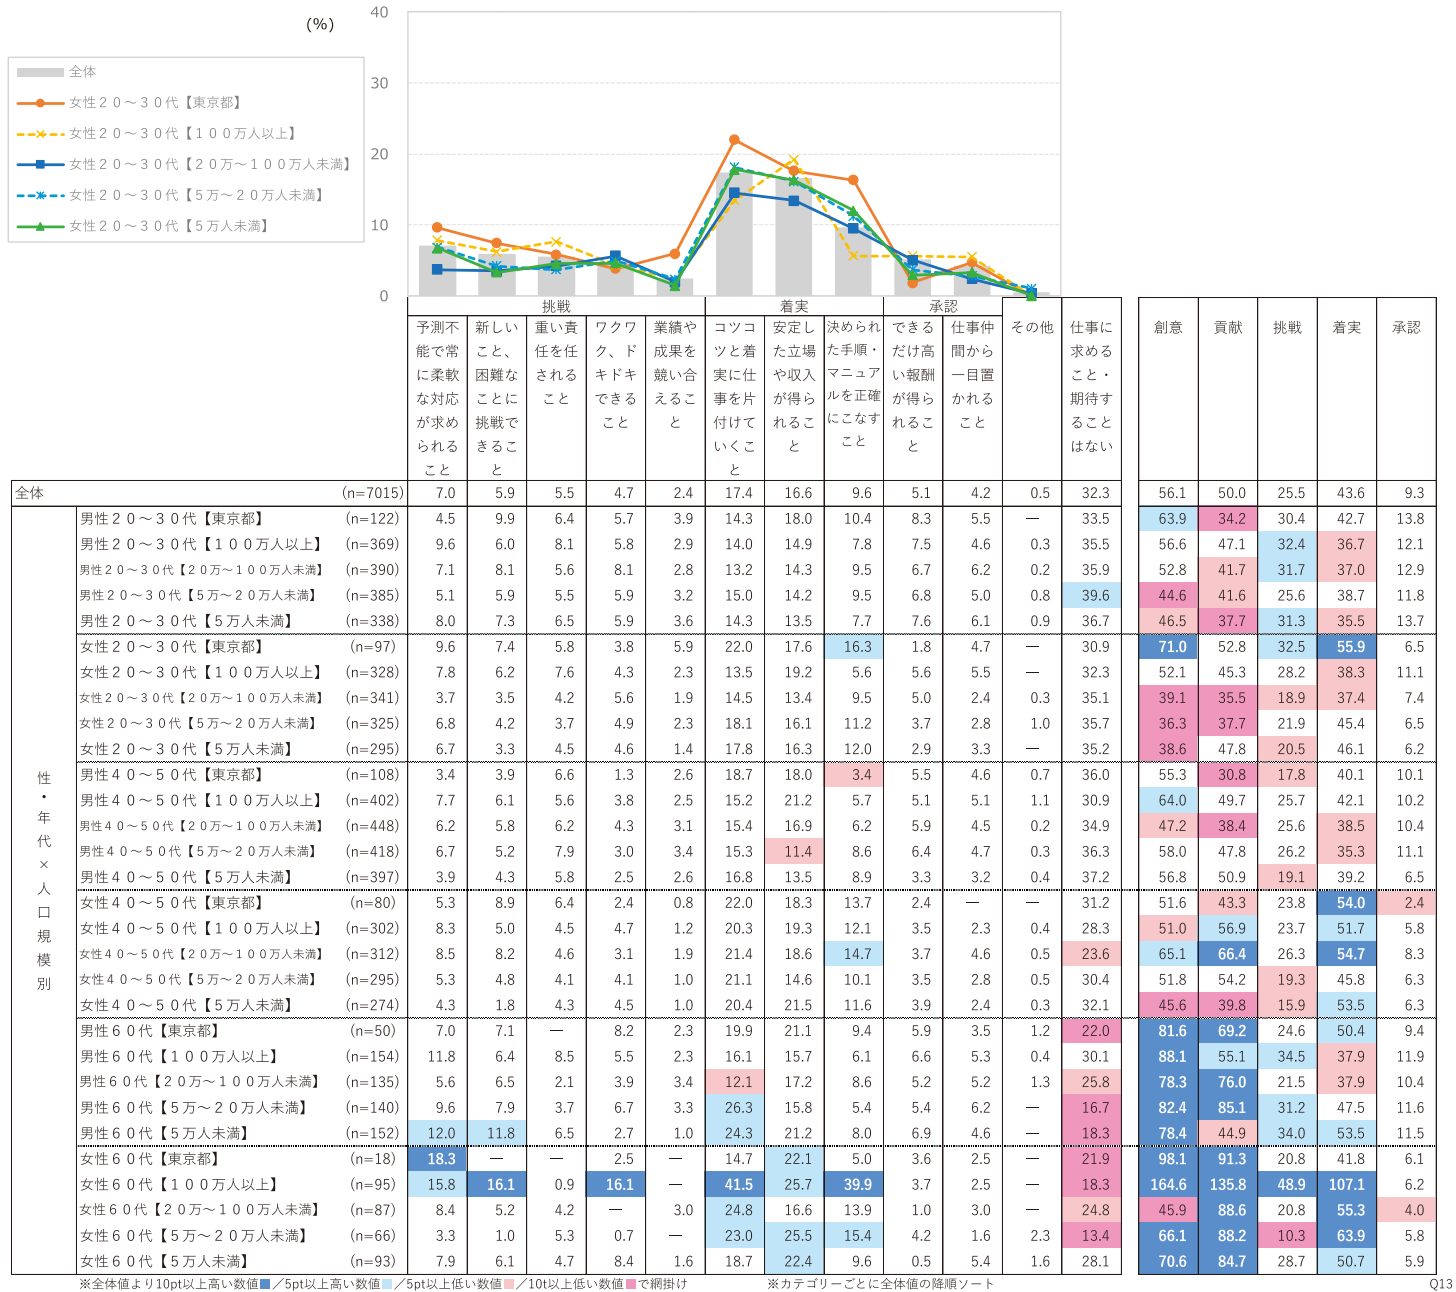 (%)
40
30
20
10
0
全体
女性２０～３０代【東京都】
女性２０～３０代【１００万人以上】
女性２０～３０代【２０万～１００万人未満】
女性２０～３０代【５万～２０万人未満】
女性２０～３０代【５万人未満】
挑戦 着実 承認
予測不能で常に柔軟な対応が求められること
新しいこと、困難なことに挑戦できること
重い責任を任されること
ワクワク、ドキドキできること
業績や成果を競い合えること
コツコツと着実に仕事を片付けていくこと
安定した立場や収入が得られること
決められた手順・マニュアルを正確にこなすこと
できるだけ高い報酬が得られること
仕事仲間から一目置かれること
その他
仕事に求めること・期待することはない
創意 貢献 挑戦 着実 承認
全体 (n=7015) 7.0 5.9 5.5 4.7 2.4 17.4 16.6 9.6 5.1 4.2 0.5 32.3 56.1 50.0 25.5 43.6 9.3
性・年代×人口規模別
男性２０～３０代【東京都】 (n=122) 4.5 9.9 6.4 5.7 3.9 14.3 18.0 10.4 8.3 5.5 — 33.5 63.9 34.2 30.4 42.7 13.8
男性２０～３０代【１００万人以上】 (n=369) 9.6 6.0 8.1 5.8 2.9 14.0 14.9 7.8 7.5 4.6 0.3 35.5 56.6 47.1 32.4 36.7 12.1
男性２０～３０代【２０万～１００万人未満】 (n=390) 7.1 8.1 5.6 8.1 2.8 13.2 14.3 9.5 6.7 6.2 0.2 35.9 52.8 41.7 31.7 37.0 12.9
男性２０～３０代【５万～２０万人未満】 (n=385) 5.1 5.9 5.5 5.9 3.2 15.0 14.2 9.5 6.8 5.0 0.8 39.6 44.6 41.6 25.6 38.7 11.8
男性２０～３０代【５万人未満】 (n=338) 8.0 7.3 6.5 5.9 3.6 14.3 13.5 7.7 7.6 6.1 0.9 36.7 46.5 37.7 31.3 35.5 13.7
女性２０～３０代【東京都】 (n=97) 9.6 7.4 5.8 3.8 5.9 22.0 17.6 16.3 1.8 4.7 — 30.9 71.0 52.8 32.5 55.9 6.5
女性２０～３０代【１００万人以上】 (n=328) 7.8 6.2 7.6 4.3 2.3 13.5 19.2 5.6 5.6 5.5 — 32.3 52.1 45.3 28.2 38.3 11.1
女性２０～３０代【２０万～１００万人未満】 (n=341) 3.7 3.5 4.2 5.6 1.9 14.5 13.4 9.5 5.0 2.4 0.3 35.1 39.1 35.5 18.9 37.4 7.4
女性２０～３０代【５万～２０万人未満】 (n=325) 6.8 4.2 3.7 4.9 2.3 18.1 16.1 11.2 3.7 2.8 1.0 35.7 36.3 37.7 21.9 45.4 6.5
女性２０～３０代【５万人未満】 (n=295) 6.7 3.3 4.5 4.6 1.4 17.8 16.3 12.0 2.9 3.3 — 35.2 38.6 47.8 20.5 46.1 6.2
男性４０～５０代【東京都】 (n=108) 3.4 3.9 6.6 1.3 2.6 18.7 18.0 3.4 5.5 4.6 0.7 36.0 55.3 30.8 17.8 40.1 10.1
男性４０～５０代【１００万人以上】 (n=402) 7.7 6.1 5.6 3.8 2.5 15.2 21.2 5.7 5.1 5.1 1.1 30.9 64.0 49.7 25.7 42.1 10.2
男性４０～５０代【２０万～１００万人未満】 (n=448) 6.2 5.8 6.2 4.3 3.1 15.4 16.9 6.2 5.9 4.5 0.2 34.9 47.2 38.4 25.6 38.5 10.4
男性４０～５０代【５万～２０万人未満】 (n=418) 6.7 5.2 7.9 3.0 3.4 15.3 11.4 8.6 6.4 4.7 0.3 36.3 58.0 47.8 26.2 35.3 11.1
男性４０～５０代【５万人未満】 (n=397) 3.9 4.3 5.8 2.5 2.6 16.8 13.5 8.9 3.3 3.2 0.4 37.2 56.8 50.9 19.1 39.2 6.5
女性４０～５０代【東京都】 (n=80) 5.3 8.9 6.4 2.4 0.8 22.0 18.3 13.7 2.4 — — 31.2 51.6 43.3 23.8 54.0 2.4
女性４０～５０代【１００万人以上】 (n=302) 8.3 5.0 4.5 4.7 1.2 20.3 19.3 12.1 3.5 2.3 0.4 28.3 51.0 56.9 23.7 51.7 5.8
女性４０～５０代【２０万～１００万人未満】 (n=312) 8.5 8.2 4.6 3.1 1.9 21.4 18.6 14.7 3.7 4.6 0.5 23.6 65.1 66.4 26.3 54.7 8.3
女性４０～５０代【５万～２０万人未満】 (n=295) 5.3 4.8 4.1 4.1 1.0 21.1 14.6 10.1 3.5 2.8 0.5 30.4 51.8 54.2 19.3 45.8 6.3
女性４０～５０代【５万人未満】 (n=274) 4.3 1.8 4.3 4.5 1.0 20.4 21.5 11.6 3.9 2.4 0.3 32.1 45.6 39.8 15.9 53.5 6.3
男性６０代【東京都】 (n=50) 7.0 7.1 — 8.2 2.3 19.9 21.1 9.4 5.9 3.5 1.2 22.0 81.6 69.2 24.6 50.4 9.4
男性６０代【１００万人以上】 (n=154) 11.8 6.4 8.5 5.5 2.3 16.1 15.7 6.1 6.6 5.3 0.4 30.1 88.1 55.1 34.5 37.9 11.9
男性６０代【２０万～１００万人未満】 (n=135) 5.6 6.5 2.1 3.9 3.4 12.1 17.2 8.6 5.2 5.2 1.3 25.8 78.3 76.0 21.5 37.9 10.4
男性６０代【５万～２０万人未満】 (n=140) 9.6 7.9 3.7 6.7 3.3 26.3 15.8 5.4 5.4 6.2 — 16.7 82.4 85.1 31.2 47.5 11.6
男性６０代【５万人未満】 (n=152) 12.0 11.8 6.5 2.7 1.0 24.3 21.2 8.0 6.9 4.6 — 18.3 78.4 44.9 34.0 53.5 11.5
女性６０代【東京都】 (n=18) 18.3 — — 2.5 — 14.7 22.1 5.0 3.6 2.5 — 21.9 98.1 91.3 20.8 41.8 6.1
女性６０代【１００万人以上】 (n=95) 15.8 16.1 0.9 16.1 — 41.5 25.7 39.9 3.7 2.5 — 18.3 164.6 135.8 48.9 107.1 6.2
女性６０代【２０万～１００万人未満】 (n=87) 8.4 5.2 4.2 — 3.0 24.8 16.6 13.9 1.0 3.0 — 24.8 45.9 88.6 20.8 55.3 4.0
女性６０代【５万～２０万人未満】 (n=66) 3.3 1.0 5.3 0.7 — 23.0 25.5 15.4 4.2 1.6 2.3 13.4 66.1 88.2 10.3 63.9 5.8
女性６０代【５万人未満】 (n=93) 7.9 6.1 4.7 8.4 1.6 18.7 22.4 9.6 0.5 5.4 1.6 28.1 70.6 84.7 28.7 50.7 5.9
※全体値より10pt以上高い数値■／5pt以上高い数値■／5pt以上低い数値■／10t以上低い数値■で網掛け ※カテゴリーごとに全体値の降順ソート Q13